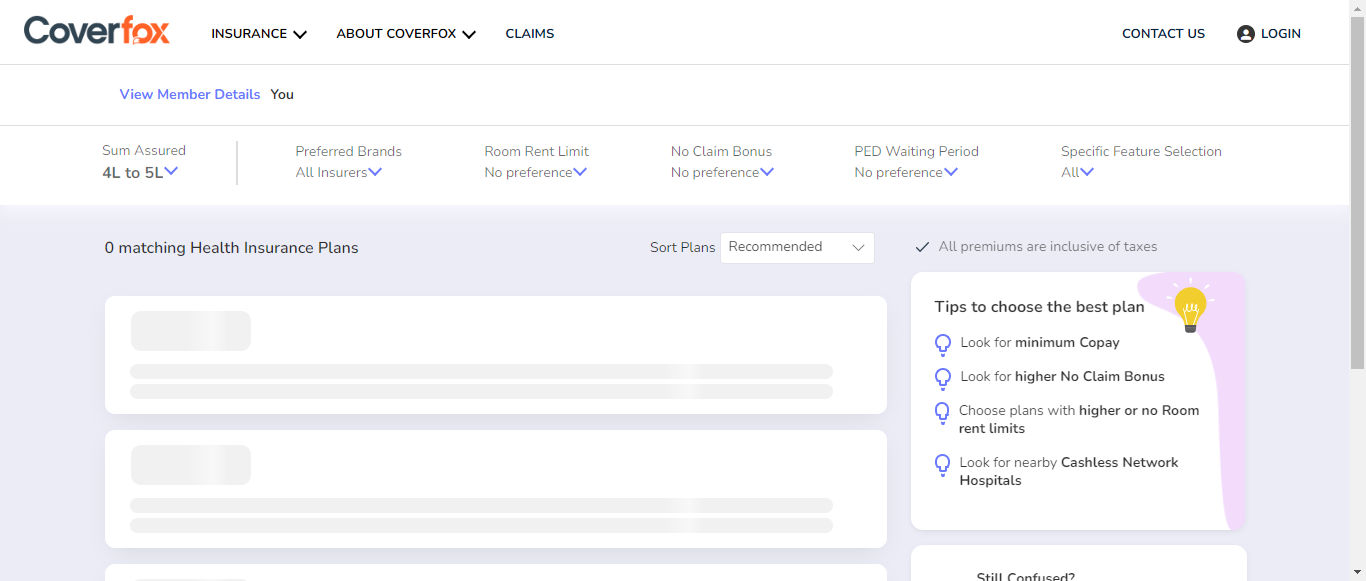 Coverfox INSURANCE ABOUT COVERFOX CLAIMS CONTACT US LOGIN
View Member Details You
Sum Assured
4L to 5L
Preferred Brands
All Insurers
Room Rent Limit
No preference
No Claim Bonus
No preference
PED Waiting Period
No preference
Specific Feature Selection
All
0 matching Health Insurance Plans
Sort Plans Recommended
All premiums are inclusive of taxes
Tips to choose the best plan
Look for minimum Copay
Look for higher No Claim Bonus
Choose plans with higher or no Room
rent limits
Look for nearby Cashless Network
Hospitals
Still Confused?